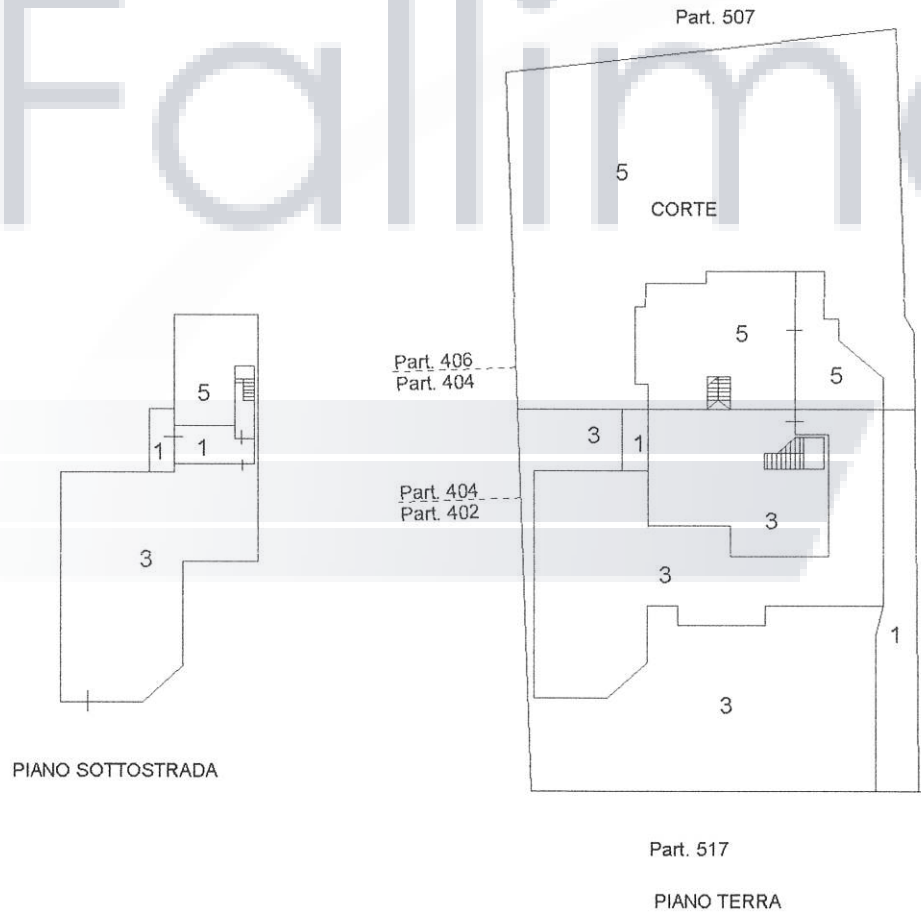 Fallim
Part. 507
5
CORTE
5
5
Part. 406
Part. 404
5
1
1
3
1
3
Part. 404
Part. 402
3
3
3
1
3
PIANO SOTTOSTRADA
Part. 517
PIANO TERRA